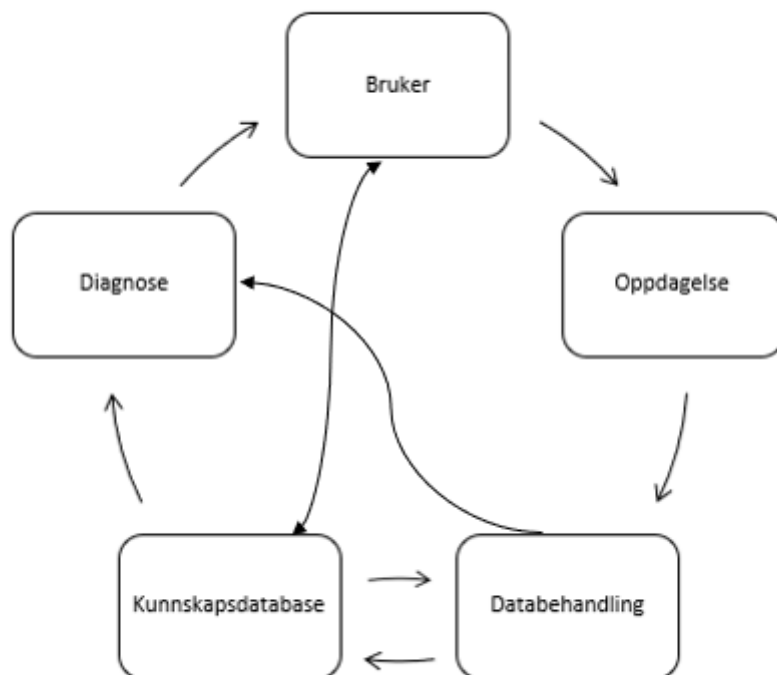 Bruker
Diagnose
Oppdagelse
Kunnskapsdatabase
Databehandling